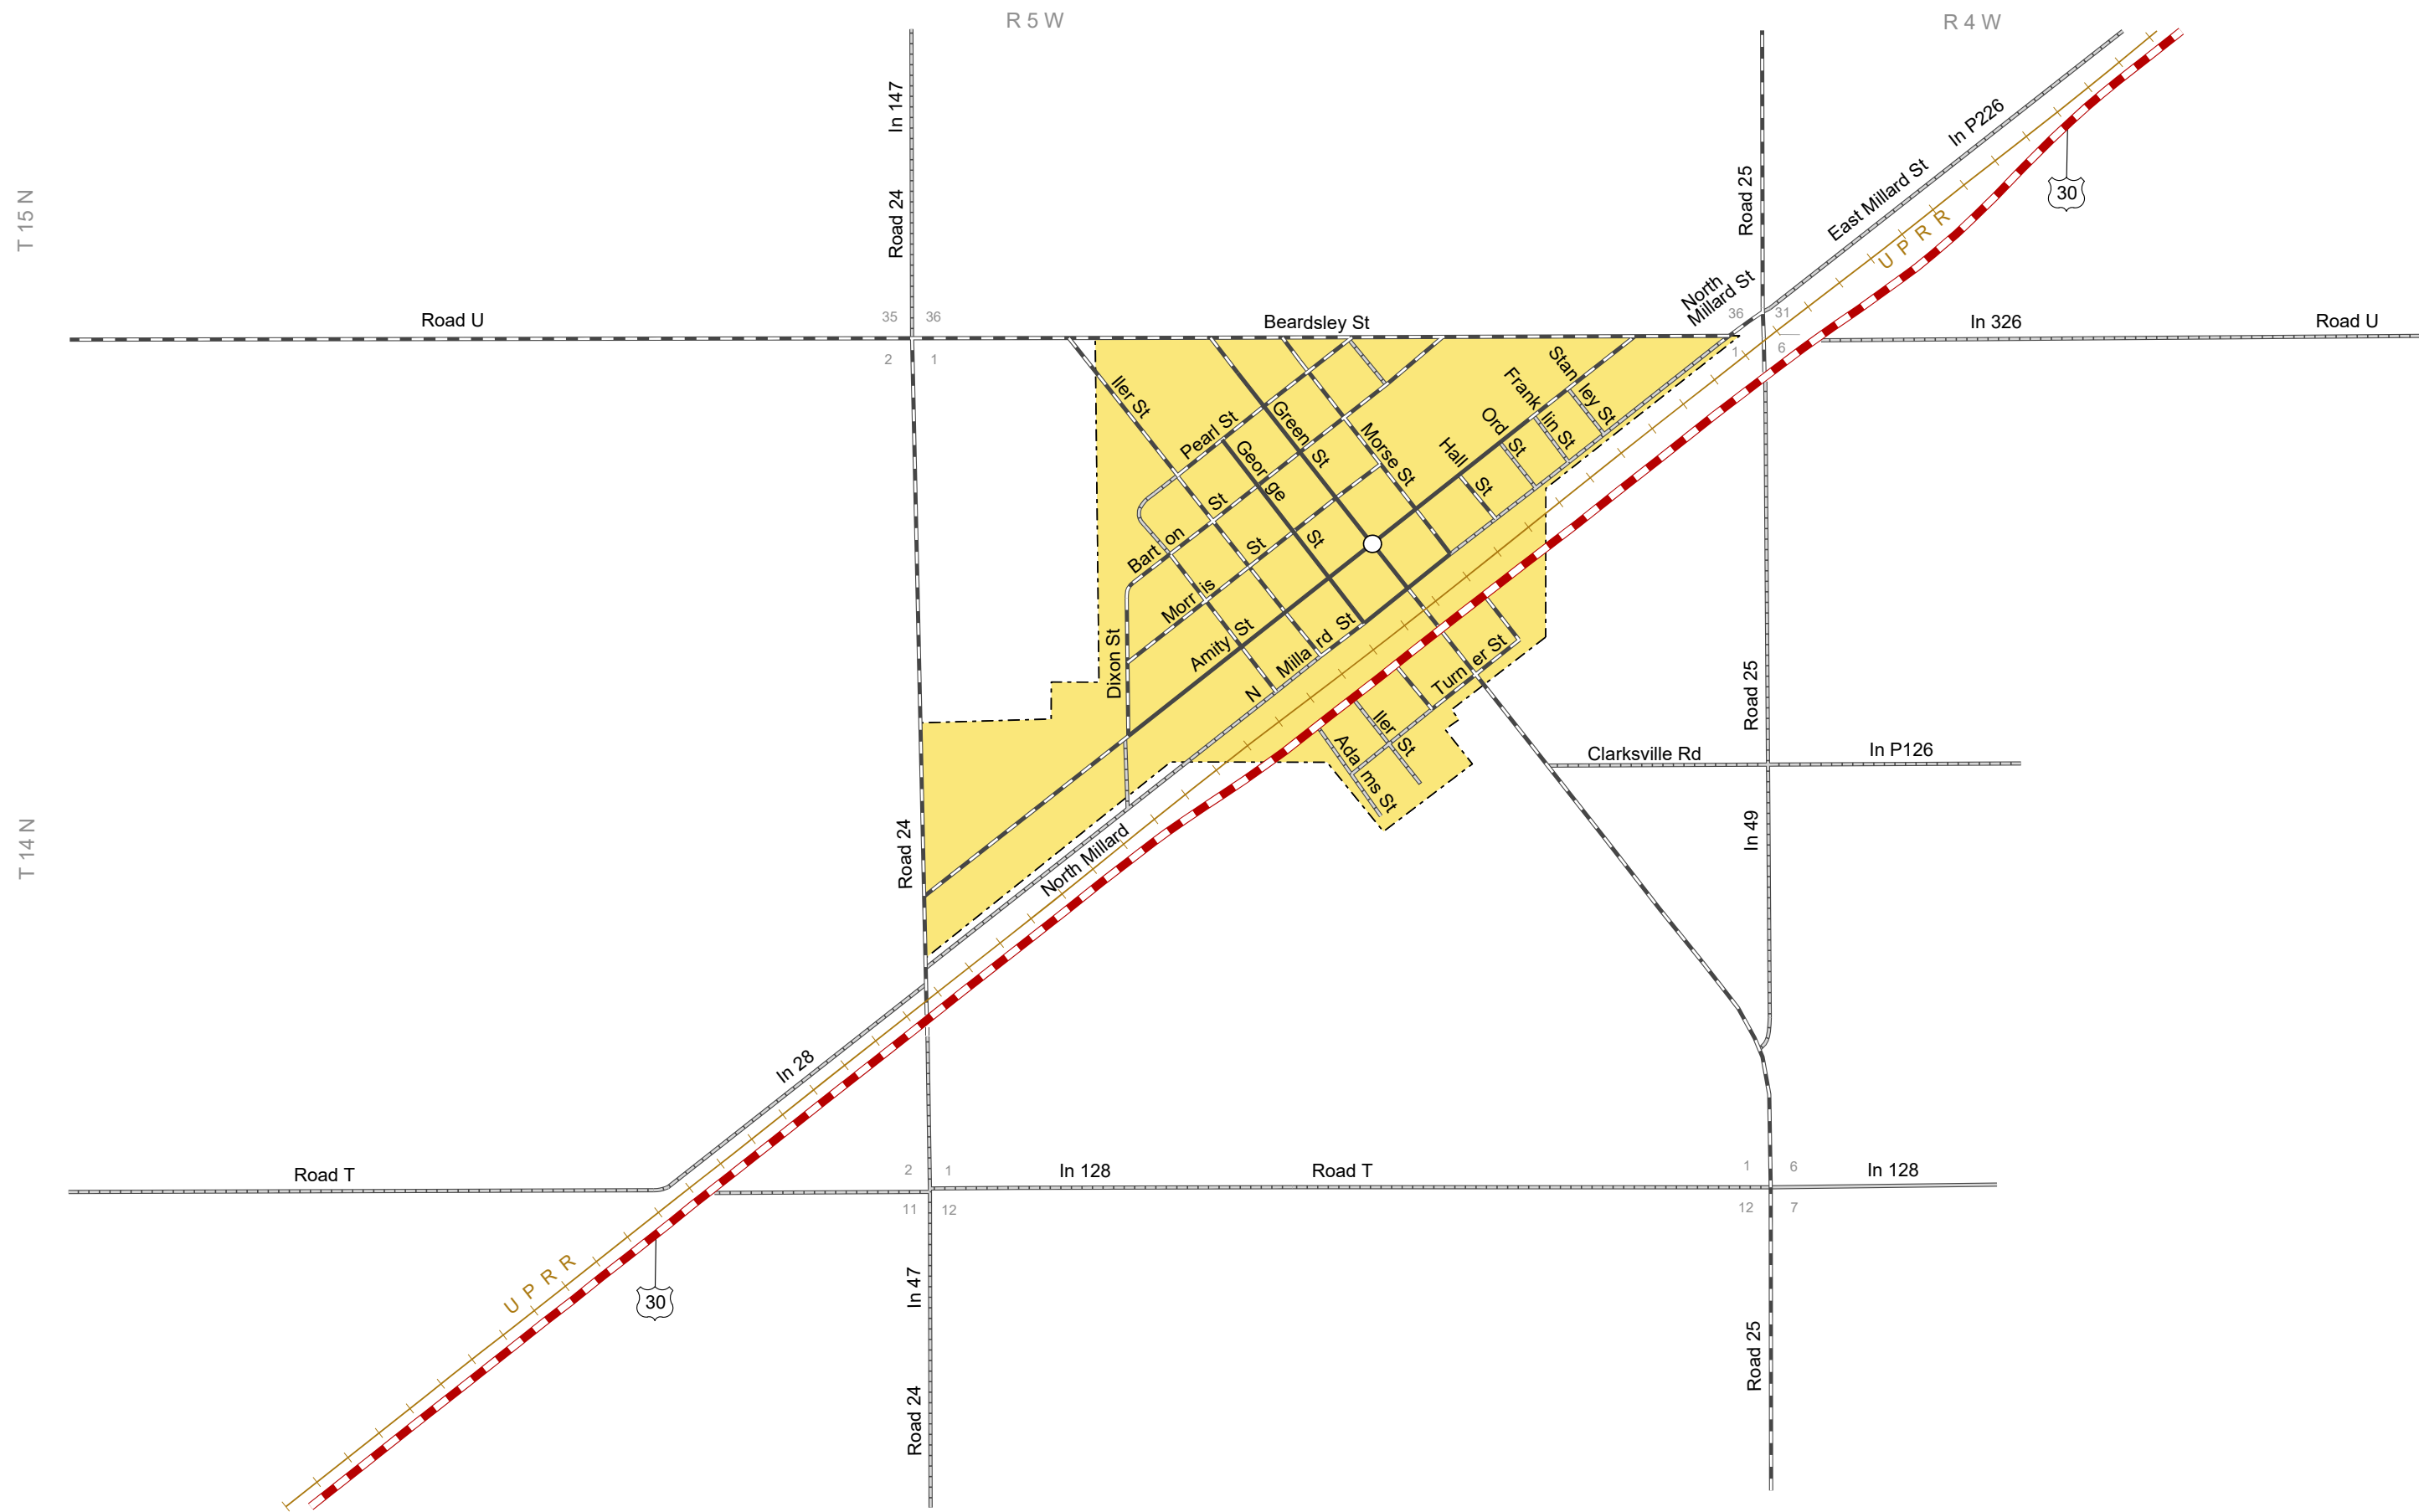 R 5 W
R 4 W
In 147
In P226
T 15 N
Road 24
Road 25
East Millard St
30
U P R R
North
Millard St
Road U
35
36
Beardsley St
36
31
In 326
Road U
2
1
1
6
Iler St
Pearl St
George St
Green St
Morse St
Hall St
Ord St
Franklin St
Stanley St
Barton St
Morris St
Amity St
N Millard St
Dixon St
Turner St
Iler St
Adams St
Road 25
Clarksville Rd
In P126
T 14 N
Road 24
North Millard
In 49
In 28
Road T
2
1
In 128
Road T
1
6
In 128
11
12
12
7
U P R R
30
In 47
Road 24
Road 25